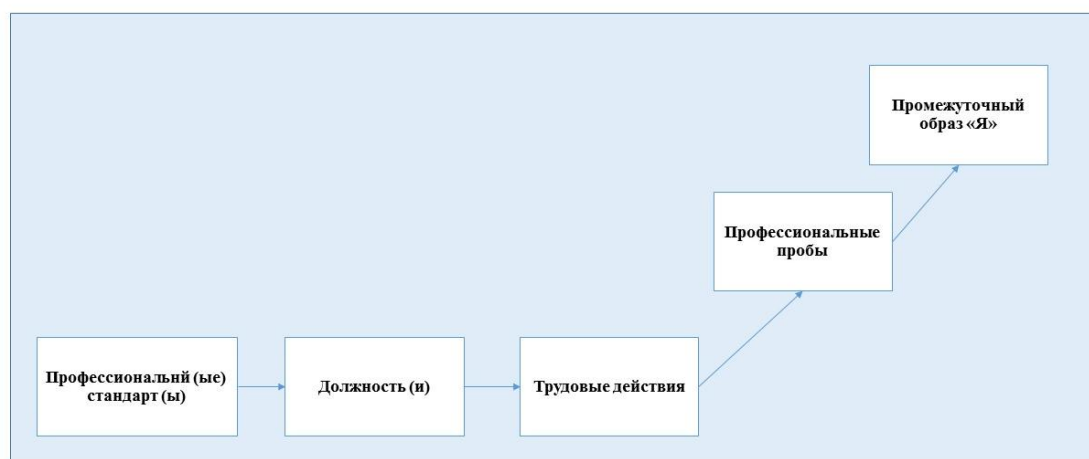 Промежуточный
образ «Я»
Профессиональные
пробы
Профессиональнй (ые)
стандарт (ы)
Должность (и)
Трудовые действия